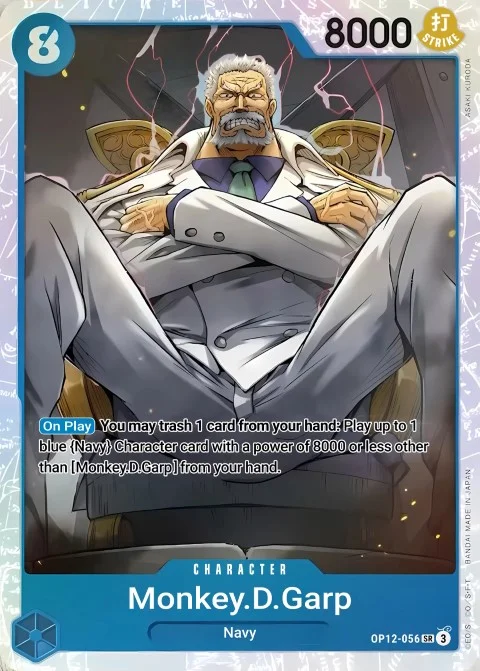 8
8000
打
STRIKE
ASAKI KURODA
On Play You may trash 1 card from your hand: Play up to 1
blue {Navy} Character card with a power of 8000 or less other
than [Monkey.D.Garp] from your hand.
CHARACTER
Monkey.D.Garp
Navy
OP12-056 SR 3
©E.O./S. ©O./S・F・T BANDAI MADE IN JAPAN